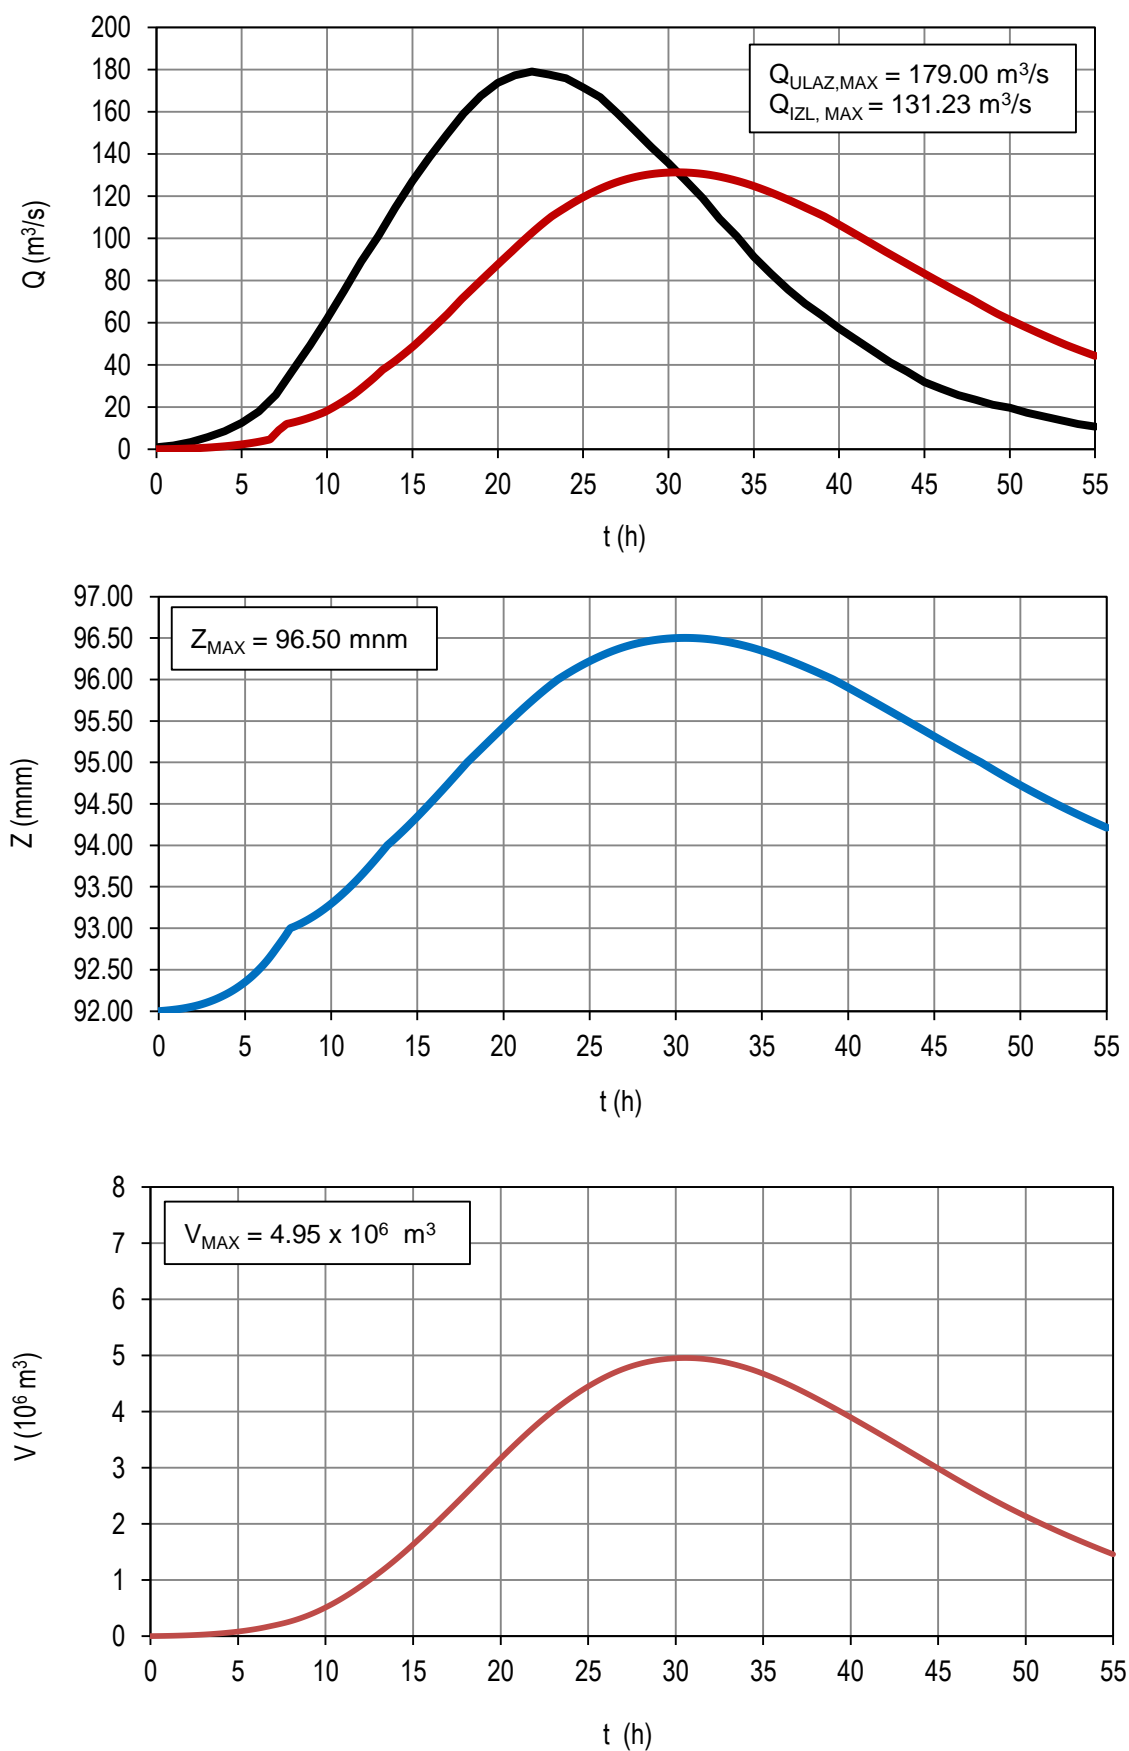 200
180
160
140
120
100
80
60
40
20
0
Q (m³/s)
Q_ULAZ,MAX = 179.00 m³/s
Q_IZL, MAX = 131.23 m³/s
0 5 10 15 20 25 30 35 40 45 50 55
t (h)
97.00
96.50
96.00
95.50
95.00
94.50
94.00
93.50
93.00
92.50
92.00
Z (mnm)
Z_MAX = 96.50 mnm
0 5 10 15 20 25 30 35 40 45 50 55
t (h)
8
7
6
5
4
3
2
1
0
V (10⁶ m³)
V_MAX = 4.95 x 10⁶ m³
0 5 10 15 20 25 30 35 40 45 50 55
t (h)